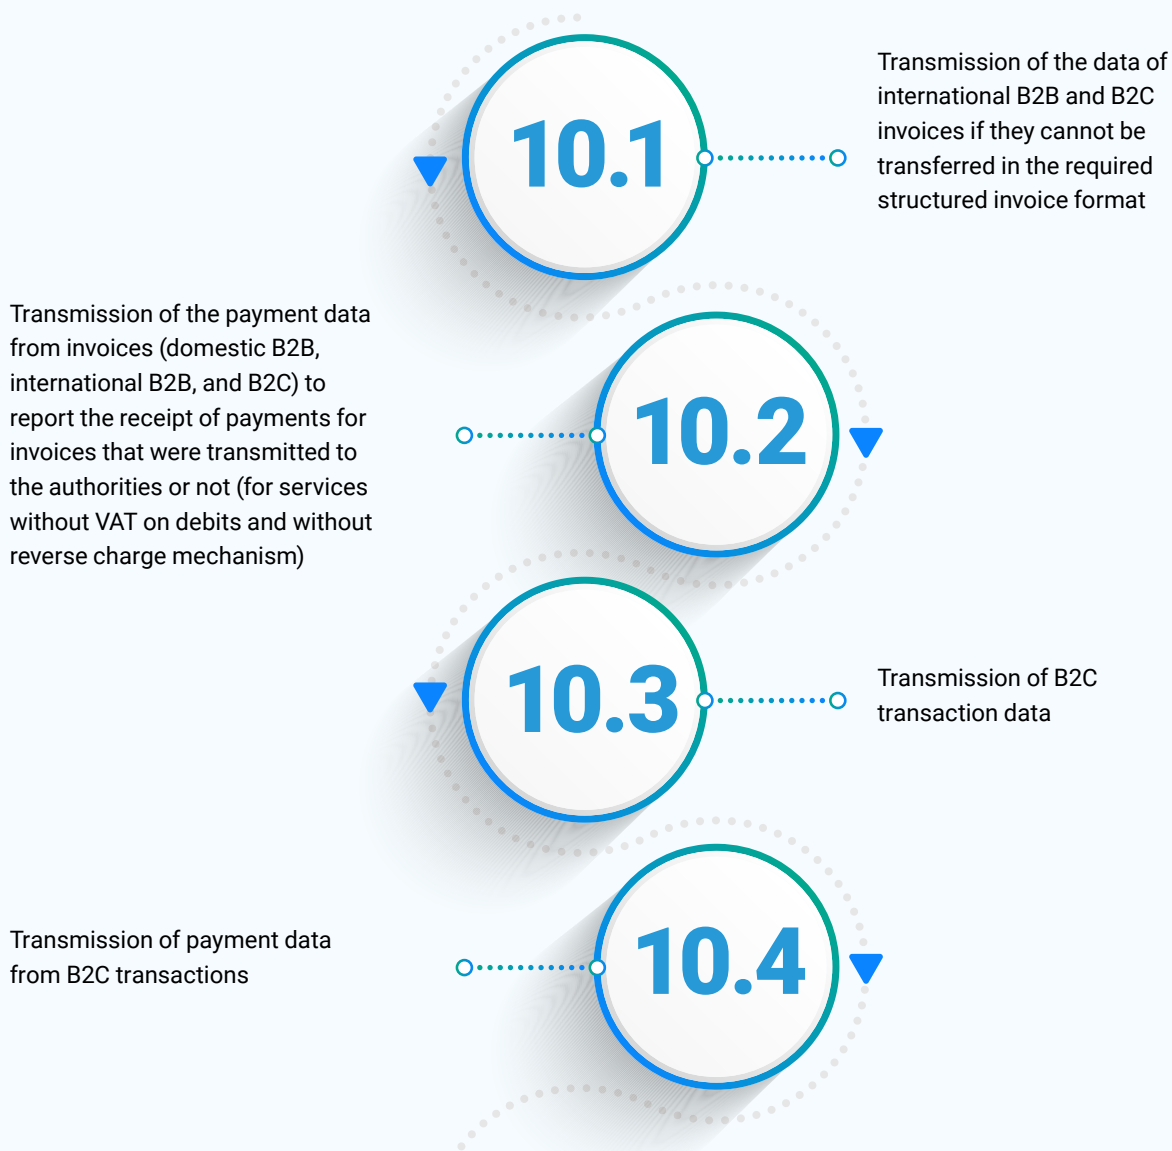 10.1
Transmission of the data of
international B2B and B2C
invoices if they cannot be
transferred in the required
structured invoice format
10.2
Transmission of the payment data
from invoices (domestic B2B,
international B2B, and B2C) to
report the receipt of payments for
invoices that were transmitted to
the authorities or not (for services
without VAT on debits and without
reverse charge mechanism)
10.3
Transmission of B2C
transaction data
10.4
Transmission of payment data
from B2C transactions